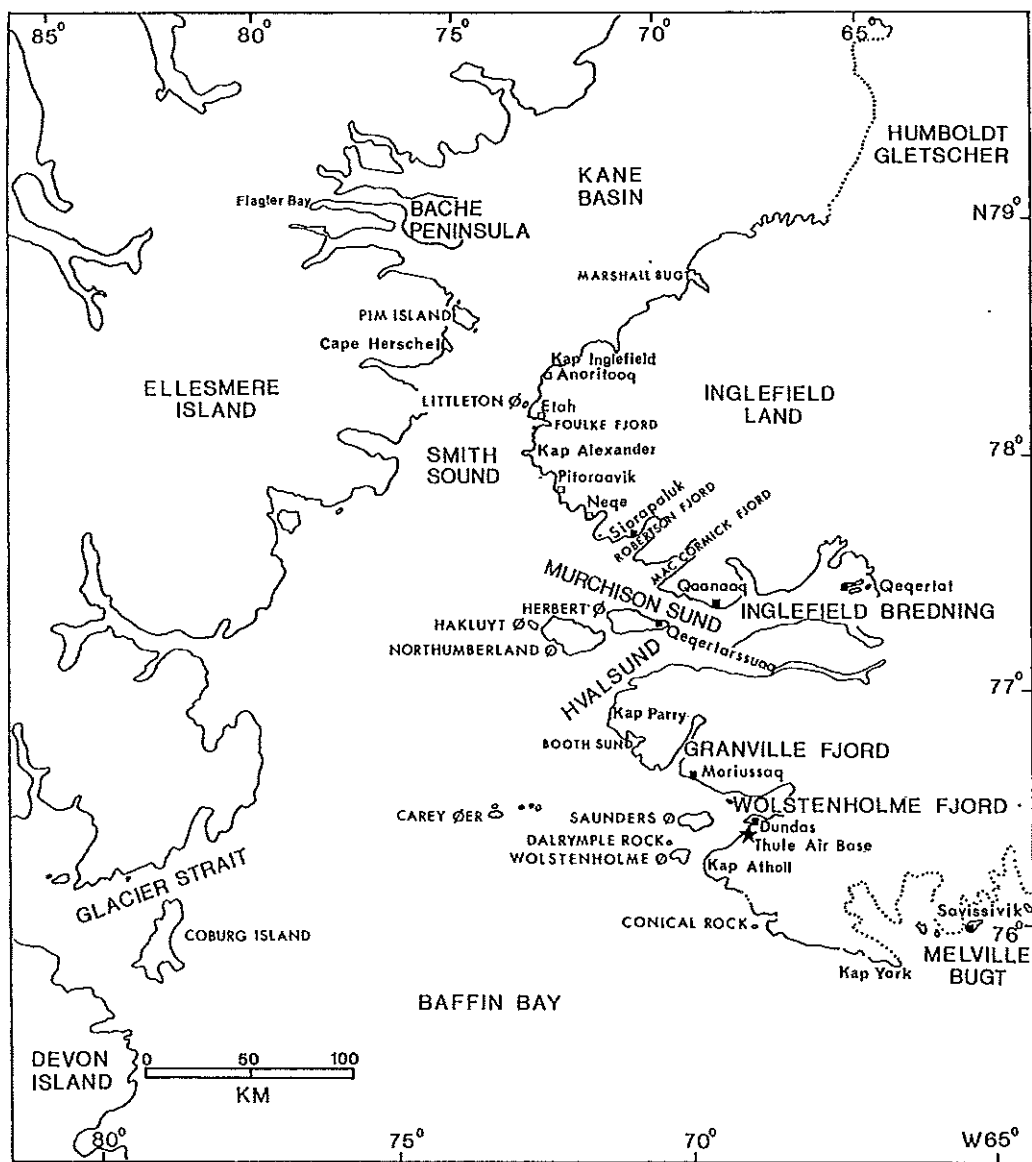 85° 80° 75° 70° 65°
HUMBOLDT
GLETSCHER
KANE
BASIN
Flagler Bay
BACHE
PENINSULA
N79°
MARSHALL BUGT
PIM ISLAND
Cape Herschel
Kap Inglefield
Anoritooq
ELLESMERE
ISLAND
LITTLETON Ø
Etah
FOULKE FJORD
INGLEFIELD
LAND
SMITH
SOUND
Kap Alexander
78°
Pitoraavik
Neqe
Siorapaluk
ROBERTSON FJORD
MAC CORMICK FJORD
MURCHISON SUND
Qaanaaq
Qeqertat
INGLEFIELD BREDNING
HERBERT Ø
HAKLUYT Ø
NORTHUMBERLAND Ø
Qeqertarssuaq
HVALSUND
77°
Kap Parry
BOOTH SUND
GRANVILLE FJORD
Moriussaq
CAREY ØER
SAUNDERS Ø
WOLSTENHOLME FJORD
Dundas
Thule Air Base
DALRYMPLE ROCK
WOLSTENHOLME Ø
Kap Atholl
GLACIER STRAIT
COBURG ISLAND
CONICAL ROCK
Savissivik
76°
MELVILLE
BUGT
Kap York
BAFFIN BAY
DEVON
ISLAND
0 50 100
KM
80° 75° 70° W65°